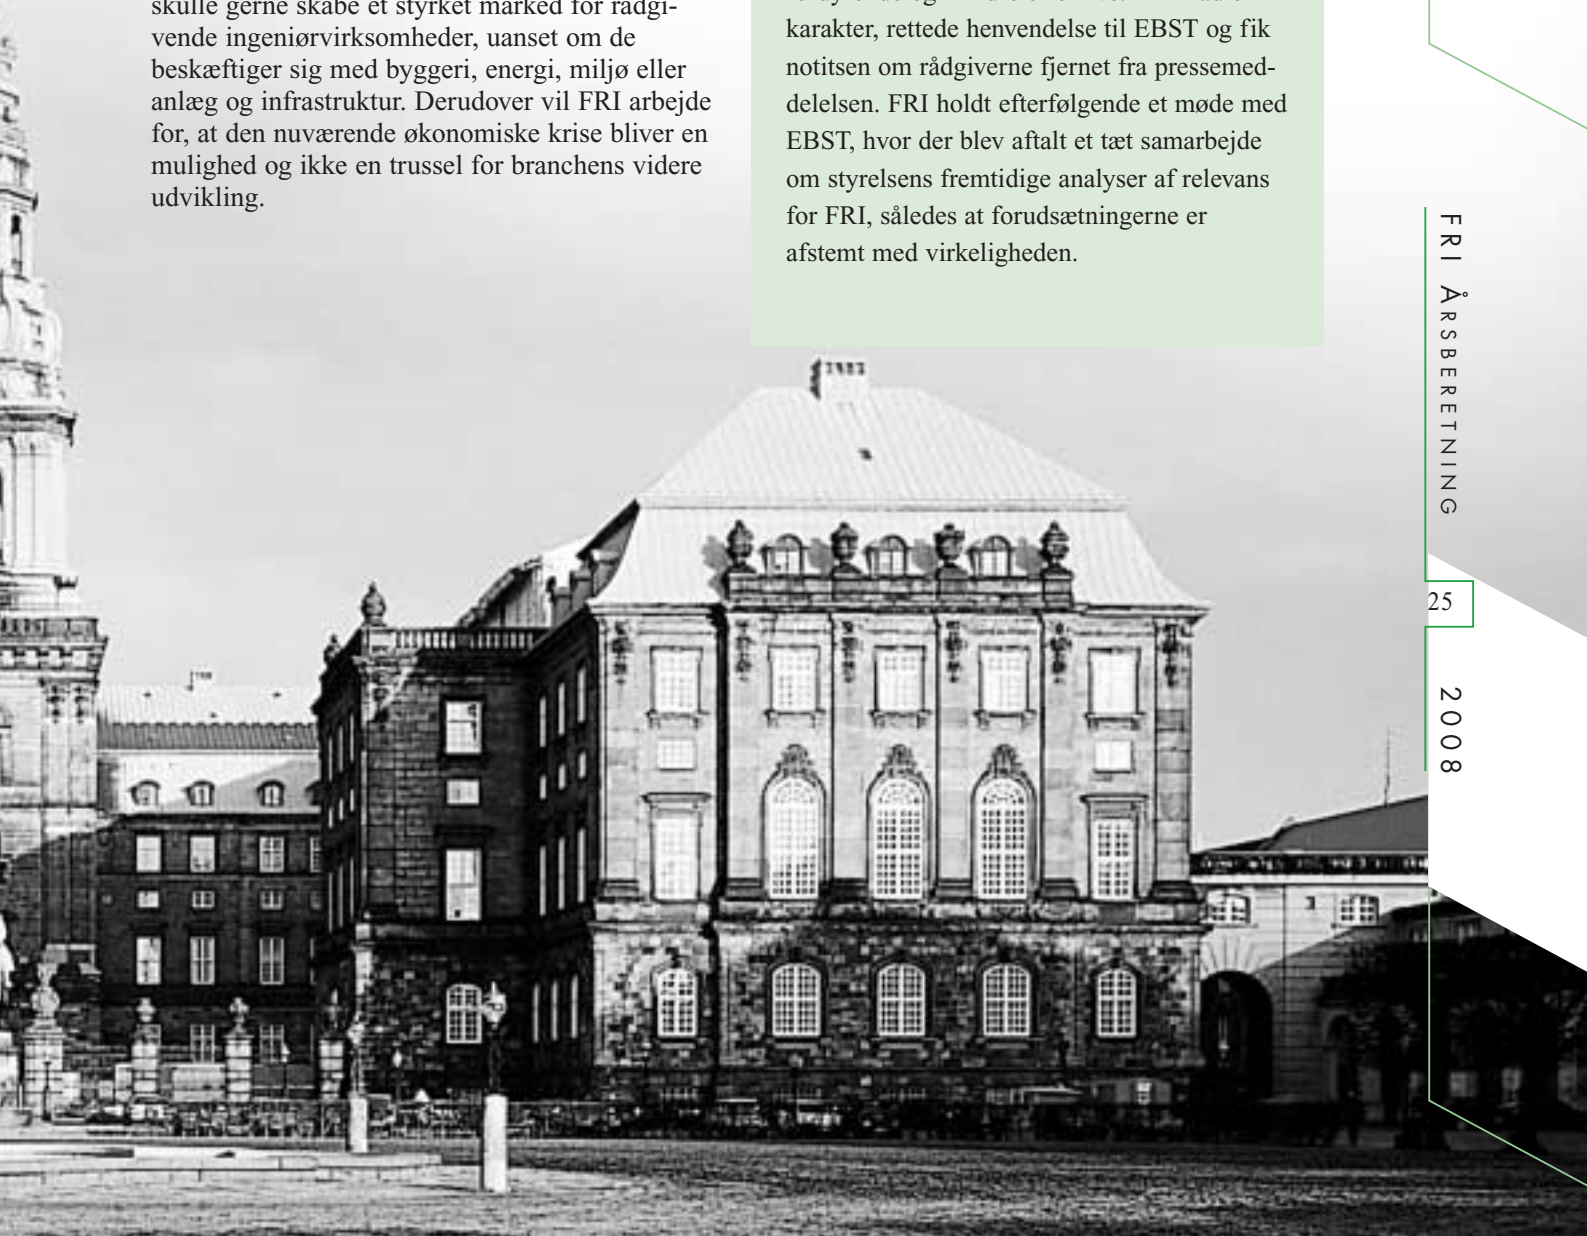 skulle gerne skabe et styrket marked for rådgi-
vende ingeniørvirksomheder, uanset om de
beskæftiger sig med byggeri, energi, miljø eller
anlæg og infrastruktur. Derudover vil FRI arbejde
for, at den nuværende økonomiske krise bliver en
mulighed og ikke en trussel for branchens videre
udvikling.
karakter, rettede henvendelse til EBST og fik
notitsen om rådgiverne fjernet fra pressemed-
delelsen. FRI holdt efterfølgende et møde med
EBST, hvor der blev aftalt et tæt samarbejde
om styrelsens fremtidige analyser af relevans
for FRI, således at forudsætningerne er
afstemt med virkeligheden.
FRI ÅRSBERETNING
25
2008